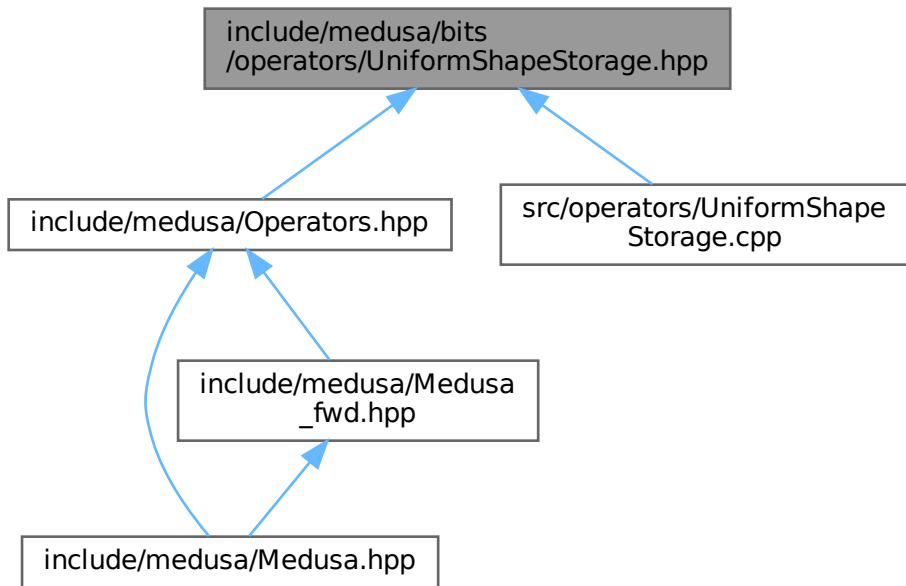 include/medusa/bits
/operators/UniformShapeStorage.hpp
include/medusa/Operators.hpp
src/operators/UniformShape
Storage.cpp
include/medusa/Medusa
_fwd.hpp
include/medusa/Medusa.hpp